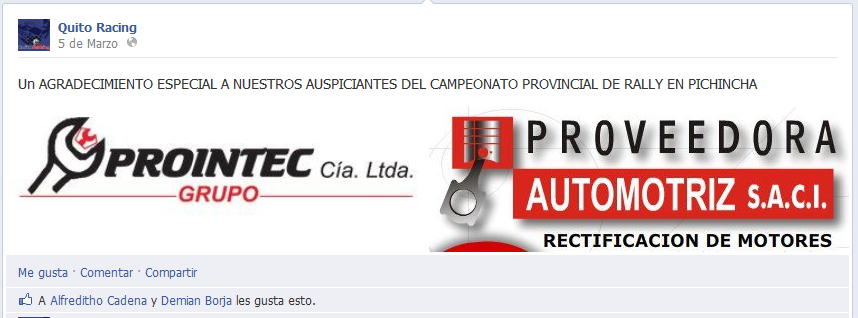 Quito Racing
5 de Marzo
Un AGRADECIMIENTO ESPECIAL A NUESTROS AUSPICIANTES DEL CAMPEONATO PROVINCIAL DE RALLY EN PICHINCHA
PROINTEC Cía. Ltda.
GRUPO
PROVEEDORA
AUTOMOTRIZ S.A.C.I.
RECTIFICACION DE MOTORES
Me gusta · Comentar · Compartir
A Alfreditho Cadena y Demian Borja les gusta esto.